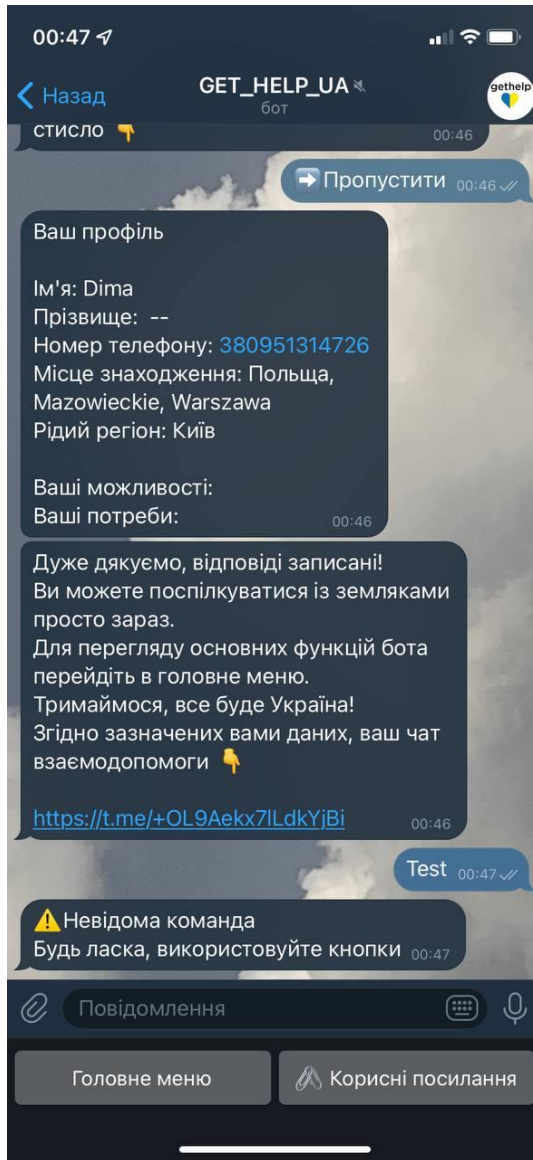 00:47
Назад
GET_HELP_UA
бот
gethelp
стисло 👇
00:46
➡️Пропустити 00:46
Ваш профіль
Ім'я: Dima
Прізвище: --
Номер телефону: 380951314726
Місце знаходження: Польща,
Mazowieckie, Warszawa
Рідий регіон: Київ
Ваші можливості:
Ваші потреби:
00:46
Дуже дякуємо, відповіді записані!
Ви можете поспілкуватися із земляками
просто зараз.
Для перегляду основних функцій бота
перейдіть в головне меню.
Тримаймося, все буде Україна!
Згідно зазначених вами даних, ваш чат
взаємодопомоги 👇
https://t.me/+OL9Aekx7lLdkYjBi
00:46
Test 00:47
⚠️Невідома команда
Будь ласка, використовуйте кнопки 00:47
Повідомлення
Головне меню
🖇 Корисні посилання